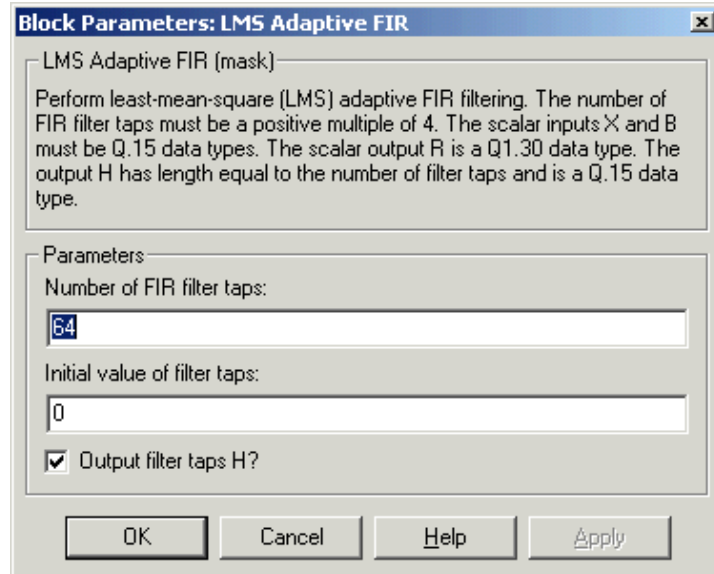 Block Parameters: LMS Adaptive FIR
LMS Adaptive FIR (mask)
Perform least-mean-square (LMS) adaptive FIR filtering. The number of
FIR filter taps must be a positive multiple of 4. The scalar inputs X and B
must be Q.15 data types. The scalar output R is a Q1.30 data type. The
output H has length equal to the number of filter taps and is a Q.15 data
type.
Parameters
Number of FIR filter taps:
64
Initial value of filter taps:
0
Output filter taps H?
OK Cancel Help Apply